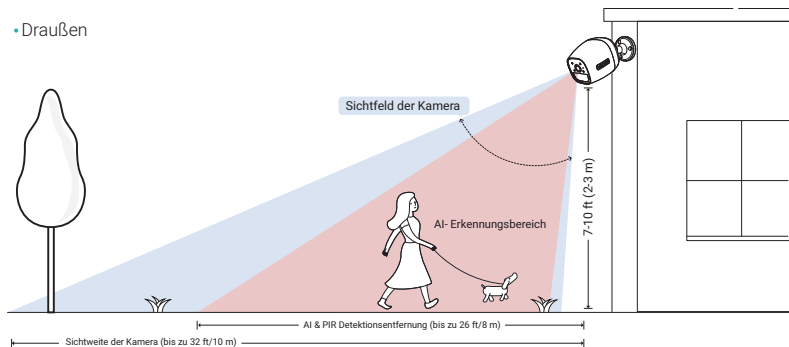 • Draußen
Sichtfeld der Kamera
AI- Erkennungsbereich
7-10 ft (2-3 m)
AI & PIR Detektionsentfernung (bis zu 26 ft/8 m)
Sichtweite der Kamera (bis zu 32 ft/10 m)